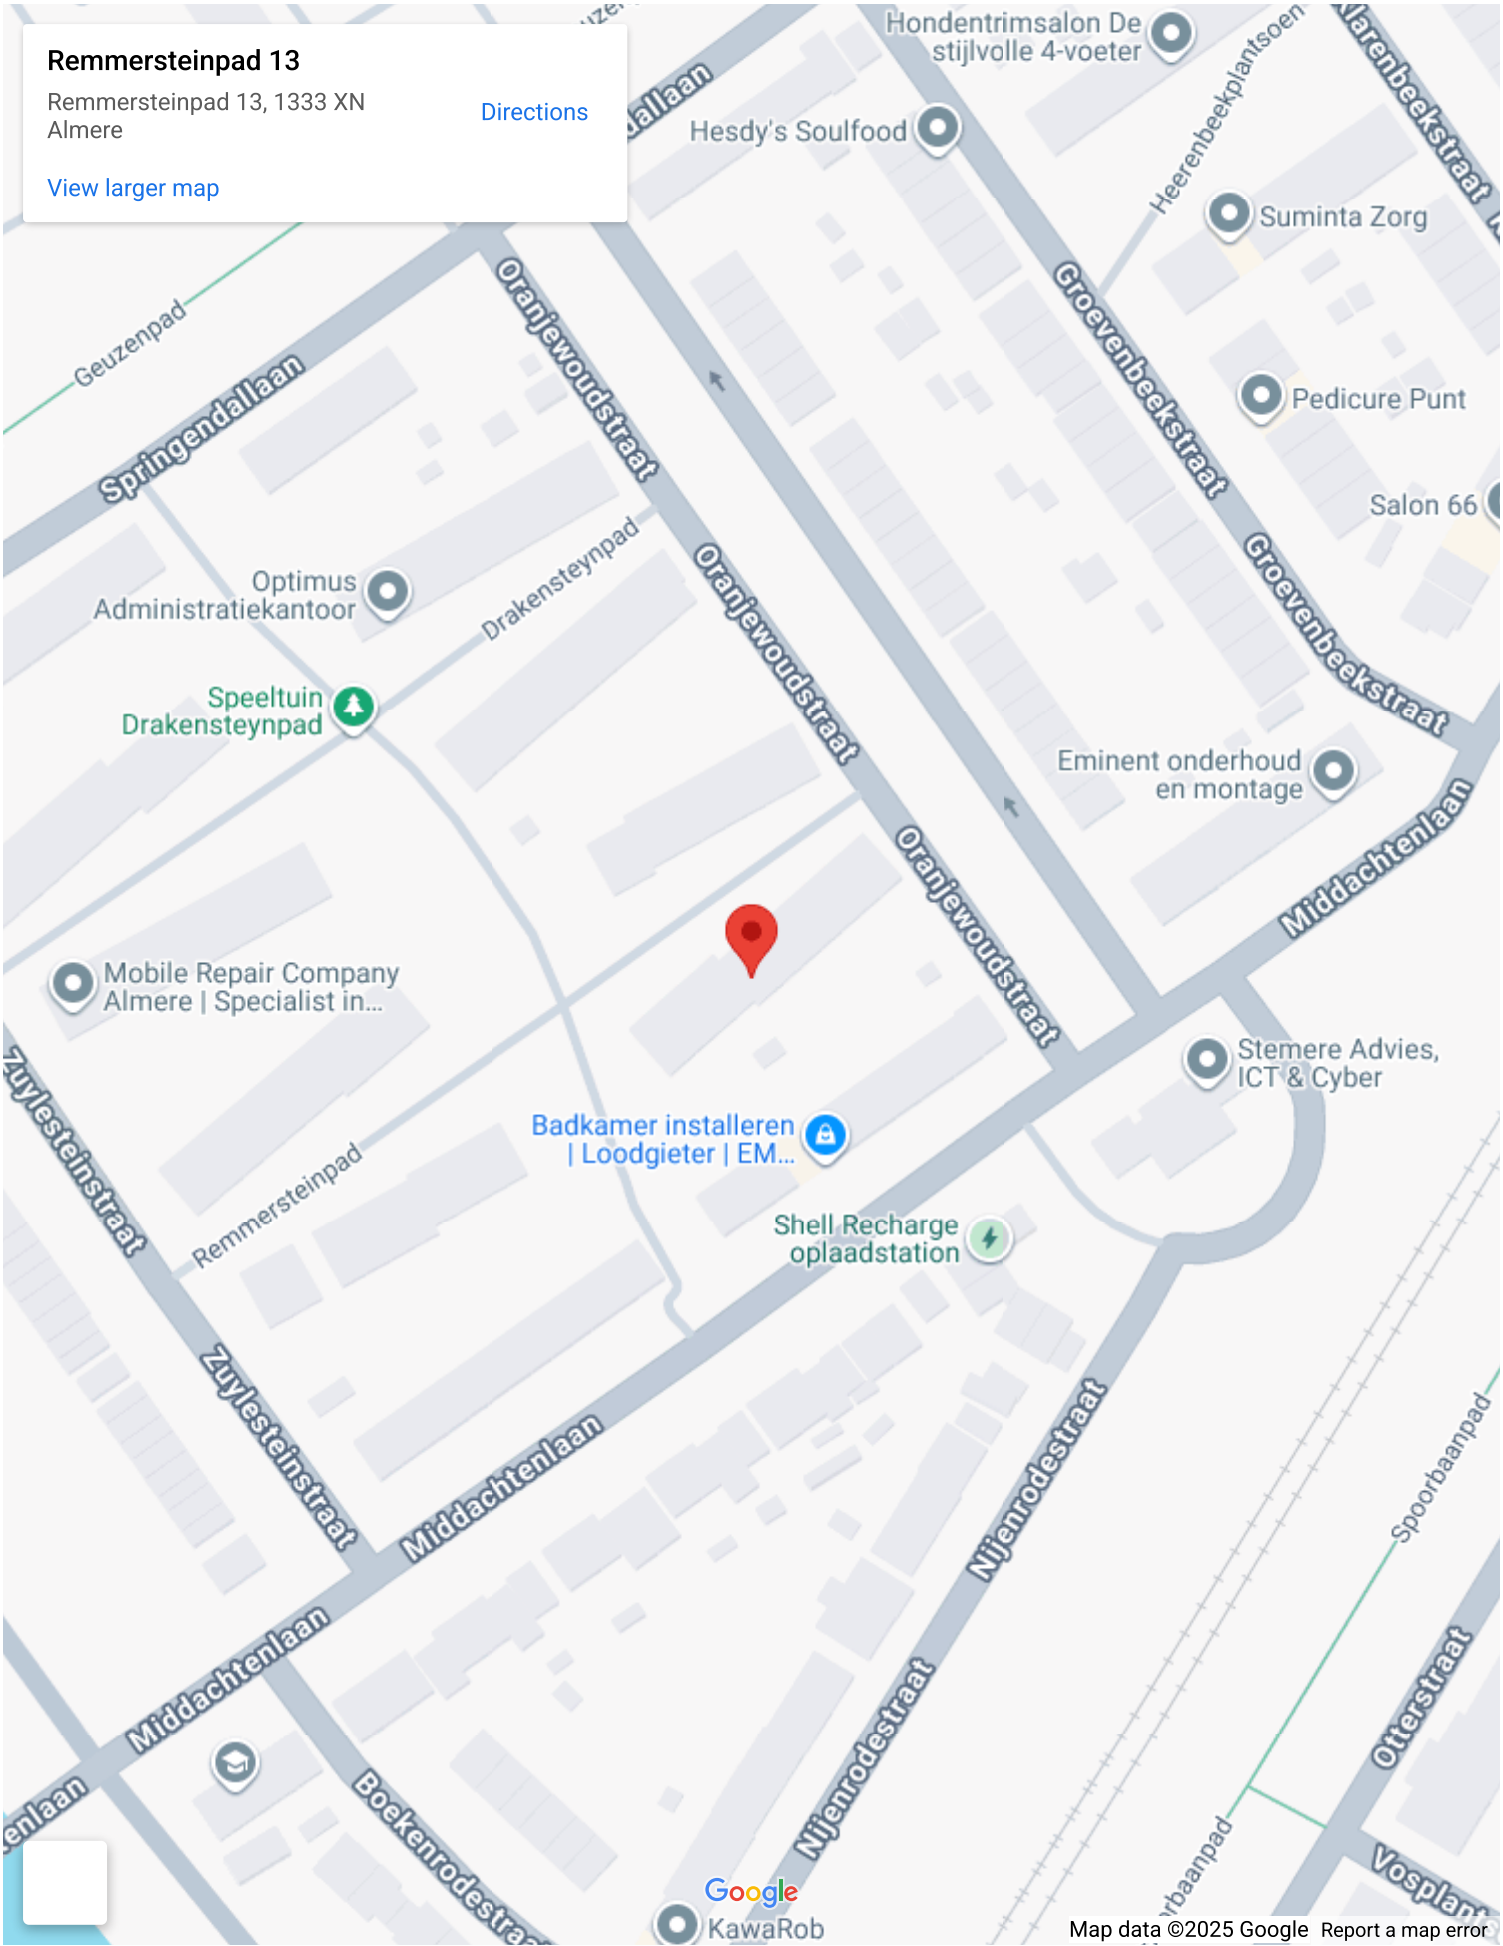 Remmersteinpad 13
Remmersteinpad 13, 1333 XN
Almere
Directions
View larger map
Hondentrimsalon De
stijlvolle 4-voeter
Heerenbeekplantsoen
Hesdy's Soulfood
Suminta Zorg
Geuzenpad
Springendallaan
Oranjewoudstraat
Groevenbeekstraat
Pedicure Punt
Salon 66
Optimus
Administratiekantoor
Drakensteynpad
Oranjewoudstraat
Groevenbeekstraat
Speeltuin
Drakensteynpad
Eminent onderhoud
en montage
Middachtenlaan
Oranjewoudstraat
Mobile Repair Company
Almere | Specialist in...
Stemere Advies,
ICT & Cyber
Zuylesteinstraat
Badkamer installeren
| Loodgieter | EM...
Remmersteinpad
Shell Recharge
oplaadstation
Zuylesteinstraat
Middachtenlaan
Nijenrodestraat
Spoorbaanpad
Middachtenlaan
Nijenrodestraat
Otterstraat
Boekenrodestraa
enlaan
orbaanpad
Vosplants
Google
KawaRob
Map data ©2025 Google
Report a map error